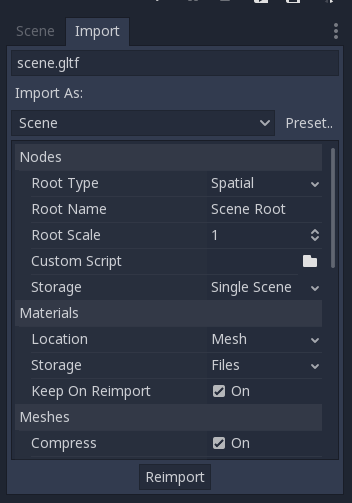 Scene Import
scene.gltf
Import As:
Scene Preset..
Nodes
Root Type Spatial
Root Name Scene Root
Root Scale 1
Custom Script
Storage Single Scene
Materials
Location Mesh
Storage Files
Keep On Reimport On
Meshes
Compress On
Reimport